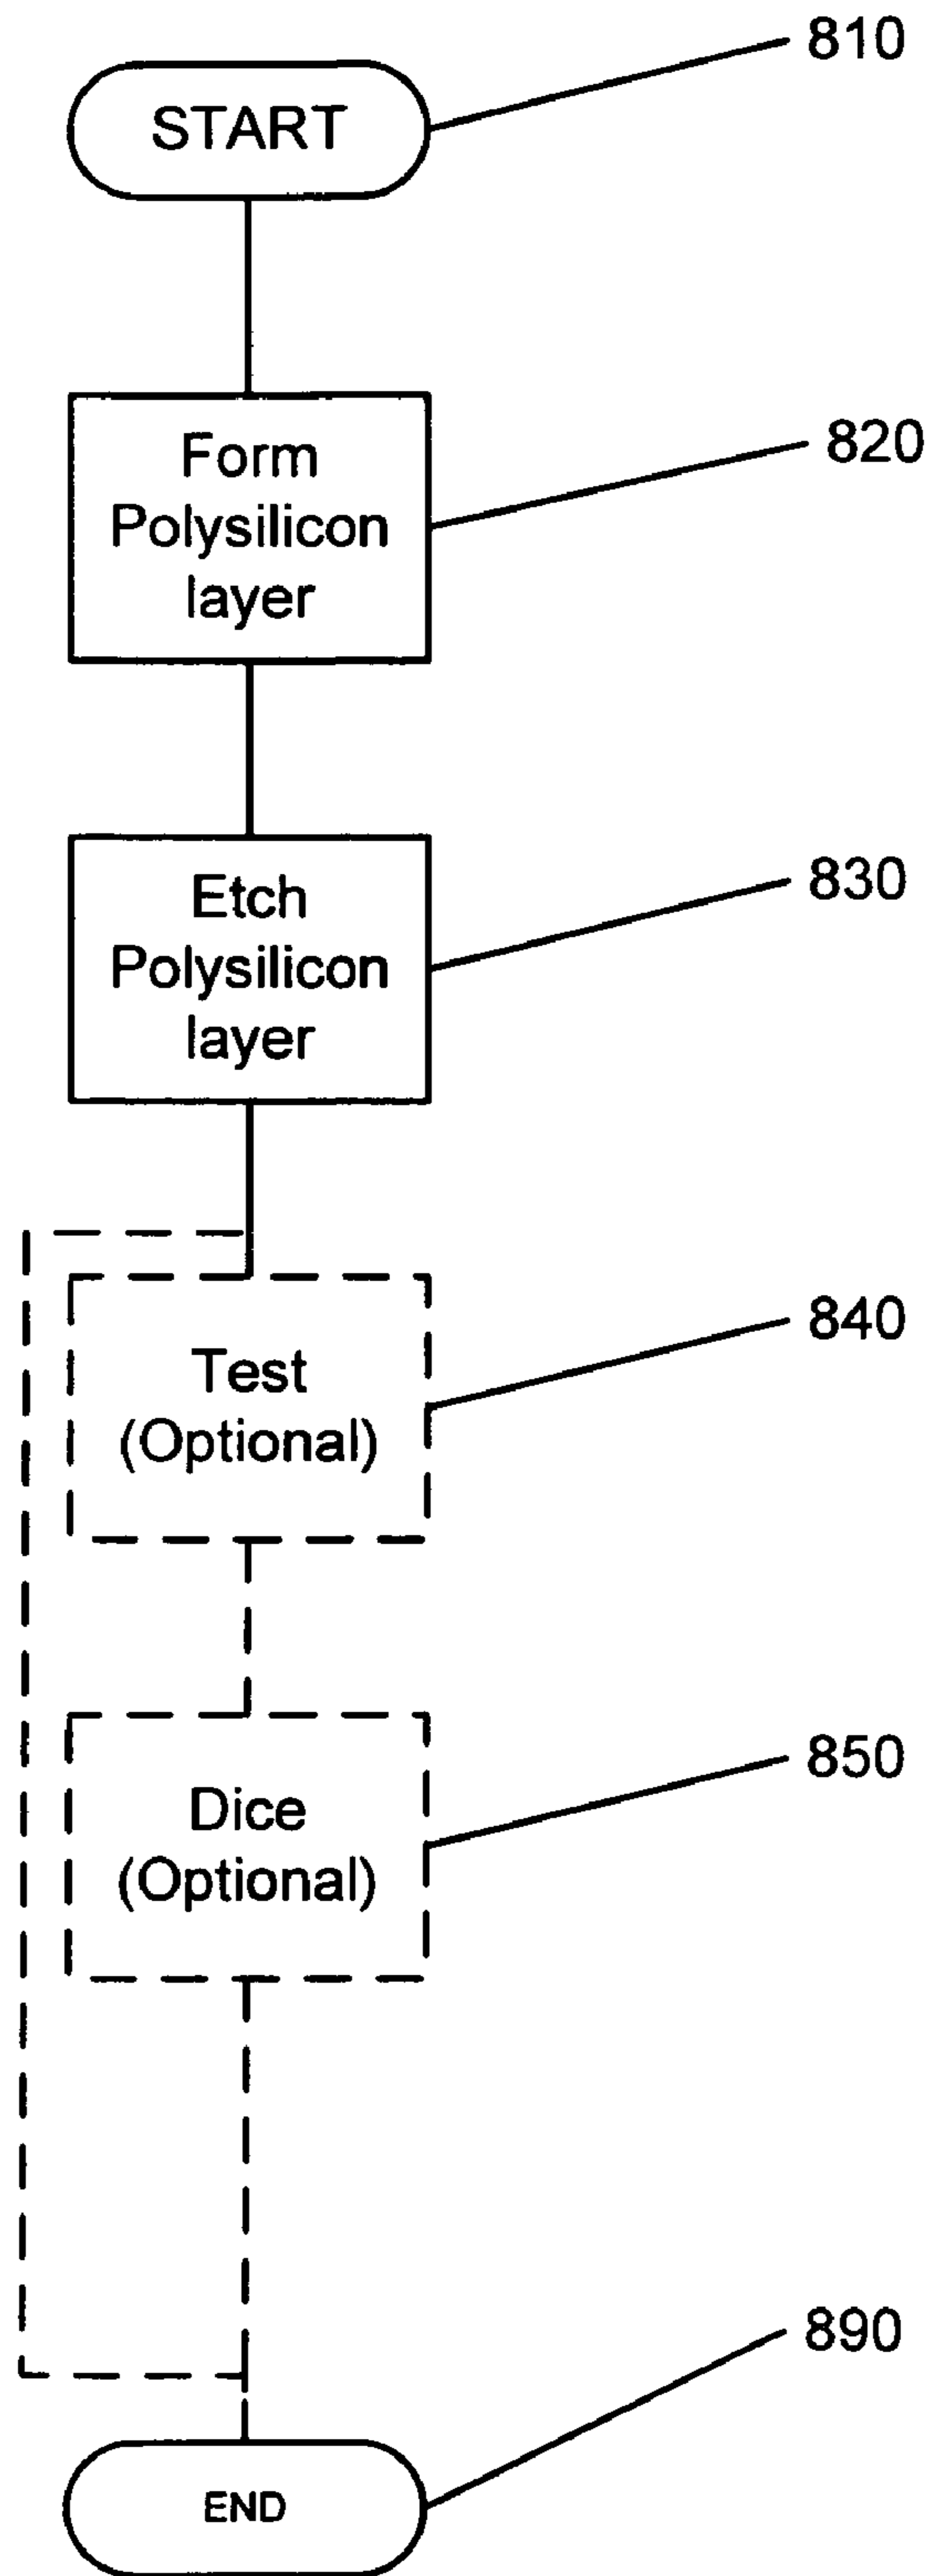 810
START
820
Form
Polysilicon
layer
830
Etch
Polysilicon
layer
840
Test
(Optional)
850
Dice
(Optional)
890
END